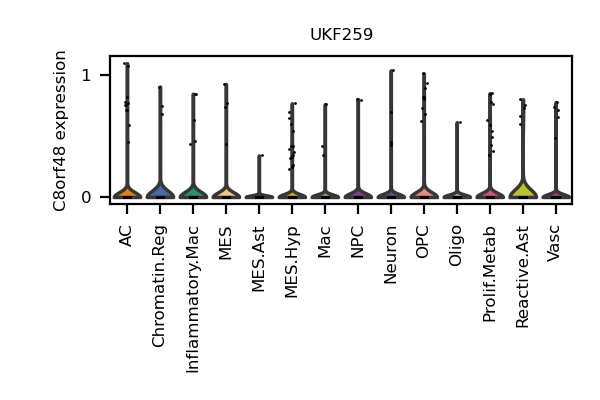 UKF259
C8orf48 expression
1
0
AC
Chromatin.Reg
Inflammatory.Mac
MES
MES.Ast
MES.Hyp
Mac
NPC
Neuron
OPC
Oligo
Prolif.Metab
Reactive.Ast
Vasc